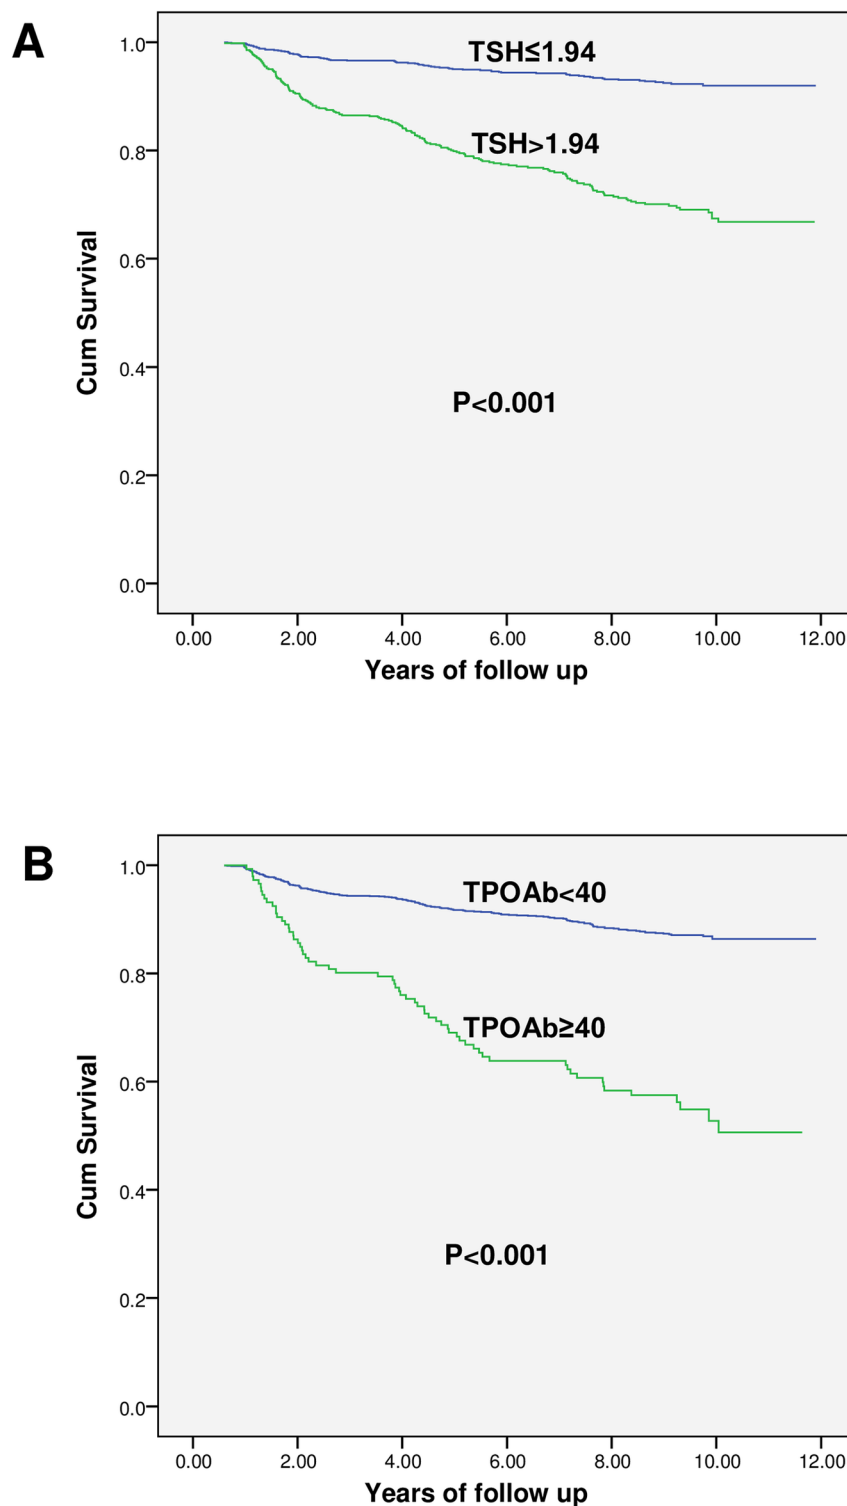 A
1.0
TSH≤1.94
0.8
TSH>1.94
0.6
Cum Survival
0.4
P<0.001
0.2
0.0
0.00 2.00 4.00 6.00 8.00 10.00 12.00
Years of follow up
B
1.0
TPOAb<40
0.8
TPOAb≥40
0.6
Cum Survival
0.4
P<0.001
0.2
0.0
0.00 2.00 4.00 6.00 8.00 10.00 12.00
Years of follow up